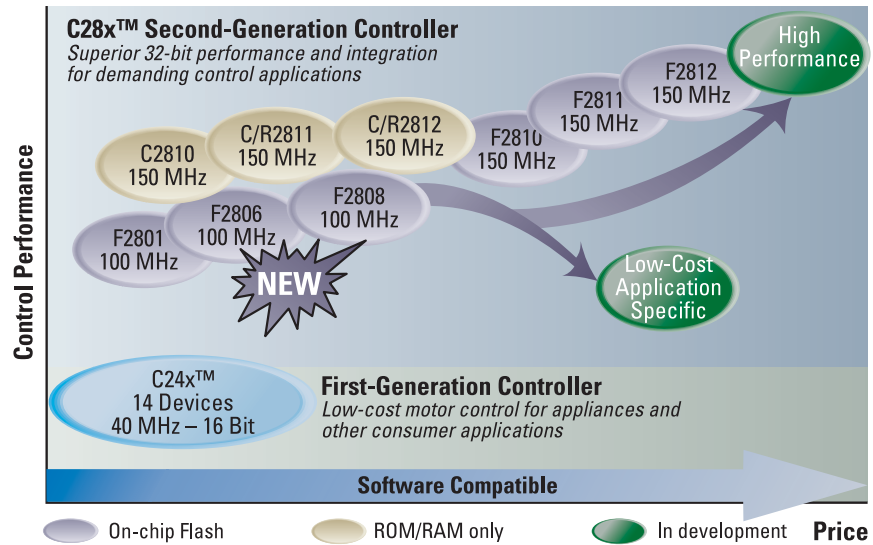 C28x™ Second-Generation Controller
Superior 32-bit performance and integration
for demanding control applications
High
Performance
F2812
150 MHz
F2811
150 MHz
F2810
150 MHz
C/R2812
150 MHz
C/R2811
150 MHz
C2810
150 MHz
F2808
100 MHz
F2806
100 MHz
F2801
100 MHz
NEW
Low-Cost
Application
Specific
Control Performance
C24x™
14 Devices
40 MHz – 16 Bit
First-Generation Controller
Low-cost motor control for appliances and
other consumer applications
Software Compatible
On-chip Flash
ROM/RAM only
In development
Price